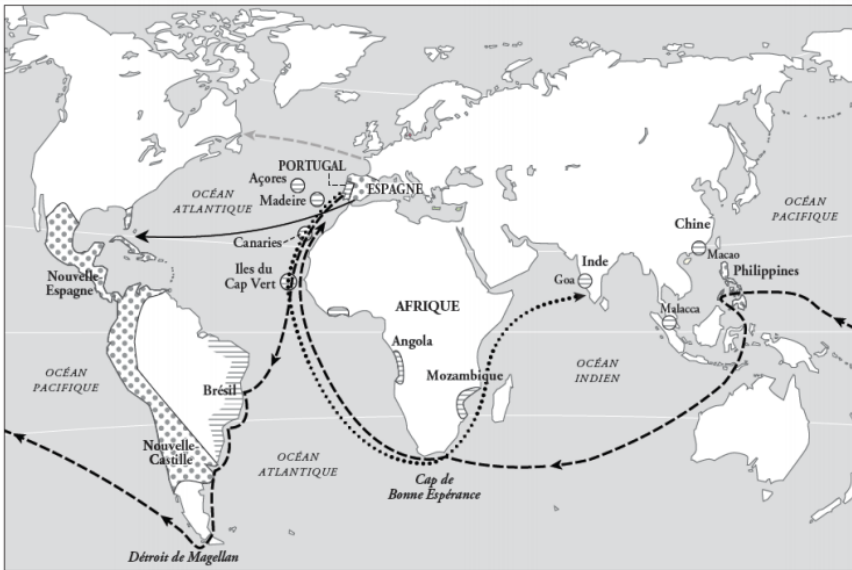 PORTUGAL
Açores
ESPAGNE
OCÉAN
ATLANTIQUE
Madeire
OCÉAN
PACIFIQUE
Canaries
Chine
Macao
Nouvelle
Espagne
Iles du
Cap Vert
Inde
Goa
Philippines
AFRIQUE
Malacca
Angola
OCÉAN
PACIFIQUE
Brésil
Mozambique
OCÉAN
INDIEN
Nouvelle-
Castille
OCÉAN
ATLANTIQUE
Cap de
Bonne Espérance
Détroit de Magellan